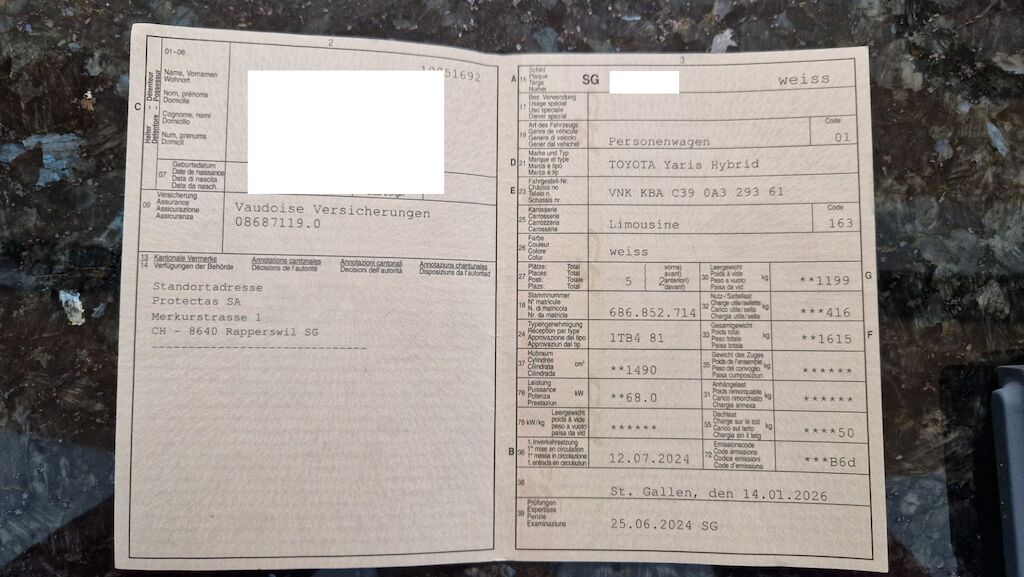 2
01-06
C
Halter - Détenteur
Detentore - Possessur
Name, Vornamen
Wohnort
Nom, prénoms
Domicile
Cognome, nomi
Domicilio
Num, prenums
Domicil
07
Geburtsdatum
Date de naissance
Data di nascita
Data da nasch.
09
Versicherung
Assurance
Assicurazione
Assicuranza
Vaudoise Versicherungen
08687119.0
13 Kantonale Vermerke Annotations cantonales Annotazioni cantonali Annotaziuns chantunalas
14 Verfügungen der Behörde Décisions de l'autorité Decisioni dell'autorità Disposiziuns da l'autoritad
Standortadresse
Protectas SA
Merkurstrasse 1
CH - 8640 Rapperswil SG
3
A 15
Schild
Plaque
Targa
Numer
SG weiss
17
Bes. Verwendung
Usage spécial
Uso speciale
Diever spezial
19
Art des Fahrzeugs
Genre de véhicule
Genere di veicolo
Gener dal vehichel
Personenwagen
Code
01
D 21
Marke und Typ
Marque et type
Marca e tipo
Marca e tip
TOYOTA Yaris Hybrid
E 23
Fahrgestell-Nr.
Châssis no
Telaio n.
Schassis nr.
VNK KBA C39 0A3 293 61
25
Karosserie
Carrosserie
Carrozzeria
Carossaria
Limousine
Code
163
26
Farbe
Couleur
Colore
Colur
weiss
27
Plätze: Total
Places: Total
Posti: Totale
Plazs: Total
5
(vorne)
avant)
2 anterion)
davant)
30
Leergewicht
Poids à vide
Peso a vuoto
Paisa da vid
kg
**1199
G
18
Stammnummer
N° matricule
N. di matricola
Nr. da matricla
686.852.714
32
Nutz-/Sattellast
Charge utile/sellette
Carico utile/sella
Chargia utila/sella
kg
***416
24
Typengenehmigung
Réception par type
Approvazione del tipo
Approvaziun dal tip
1TB4 81
33
Gesamtgewicht
Poids total
Peso totale
Paisa totala
kg
**1615
F
37
Hubraum
Cylindrée
Cilindrata
Cilindrada
cm³
**1490
35
Gewicht des Zuges
Poids de l'ensemble
Peso del convoglio
Paisa cumposiziun
kg
******
76
Leistung
Puissance
Potenza
Prestaziun
kW
**68.0
31
Anhängelast
Poids remorquable
Carico rimorchiato
Chargia annexa
kg
******
78 kW/kg
Leergewicht
poids à vide
peso a vuoto
paisa da vid
******
55
Dachlast
Charge sur le toit
Carico sul tetto
Chargia sin il tetg
kg
****50
B 36
1. Inverkehrsetzung
1re mise en circulation
1a messa in circolazione
1. entrada en circulaziun
12.07.2024
72
Emissionscode
Code émissions
Codice emissioni
Code d'emissiuns
***B6d
38
St. Gallen, den 14.01.2026
39
Prüfungen
Expertises
Perizie
Examinaziuns
25.06.2024 SG